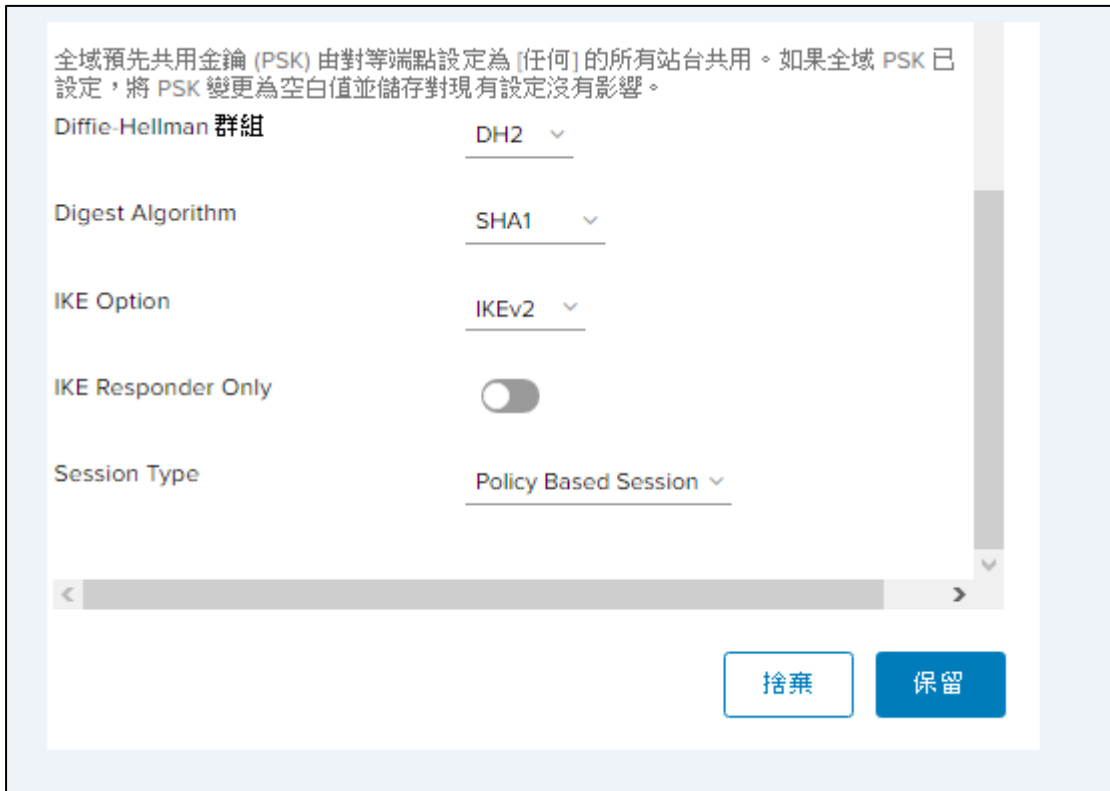 全域預先共用金鑰 (PSK) 由對等端點設定為 [任何] 的所有站台共用。如果全域 PSK 已
設定，將 PSK 變更為空白值並儲存對現有設定沒有影響。
Diffie-Hellman 群組
DH2
Digest Algorithm
SHA1
IKE Option
IKEv2
IKE Responder Only
Session Type
Policy Based Session
捨棄
保留